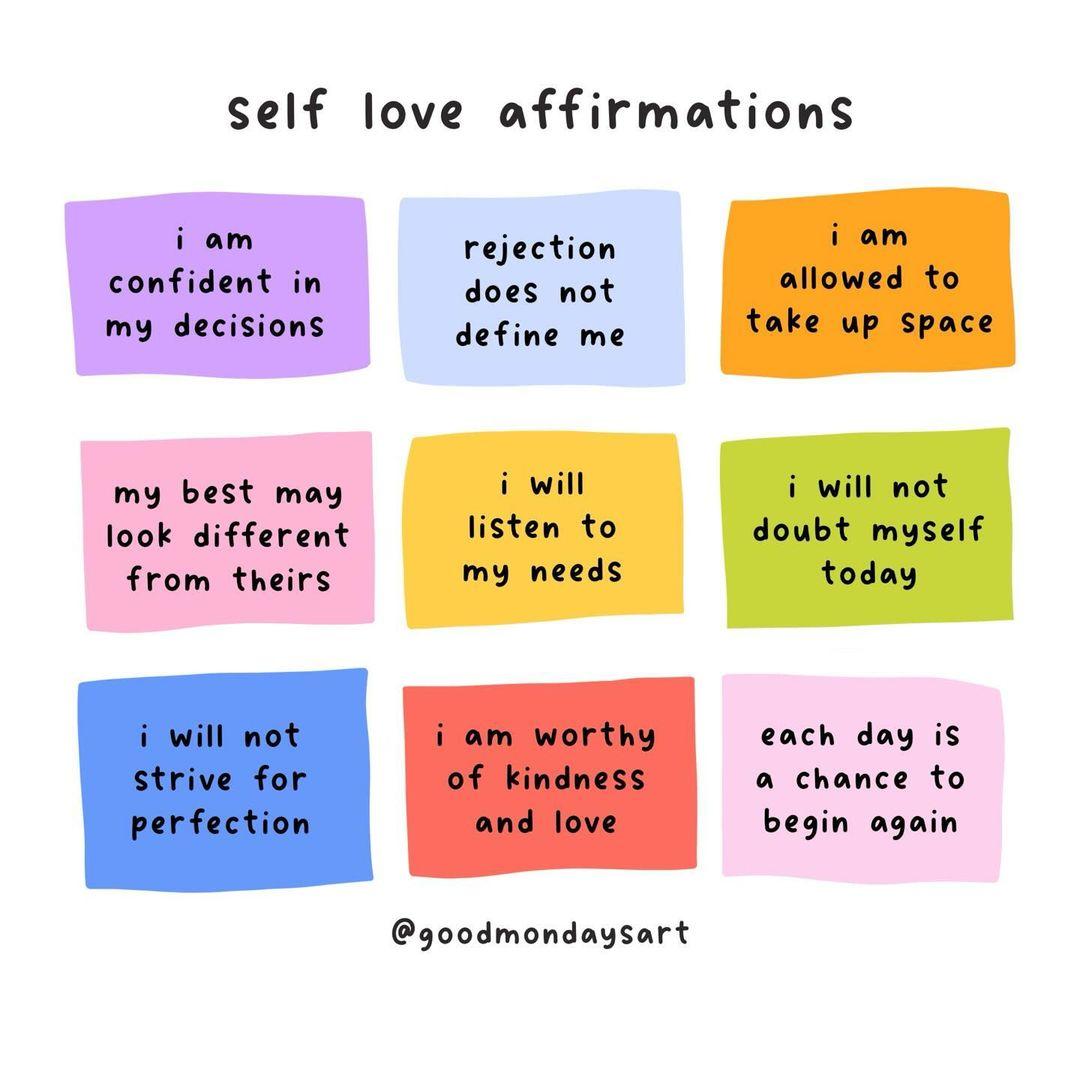 self love affirmations
i am
confident in
my decisions
rejection
does not
define me
i am
allowed to
take up space
my best may
look different
from theirs
i will
listen to
my needs
i will not
doubt myself
today
i will not
strive for
perfection
i am worthy
of kindness
and love
each day is
a chance to
begin again
@goodmondaysart